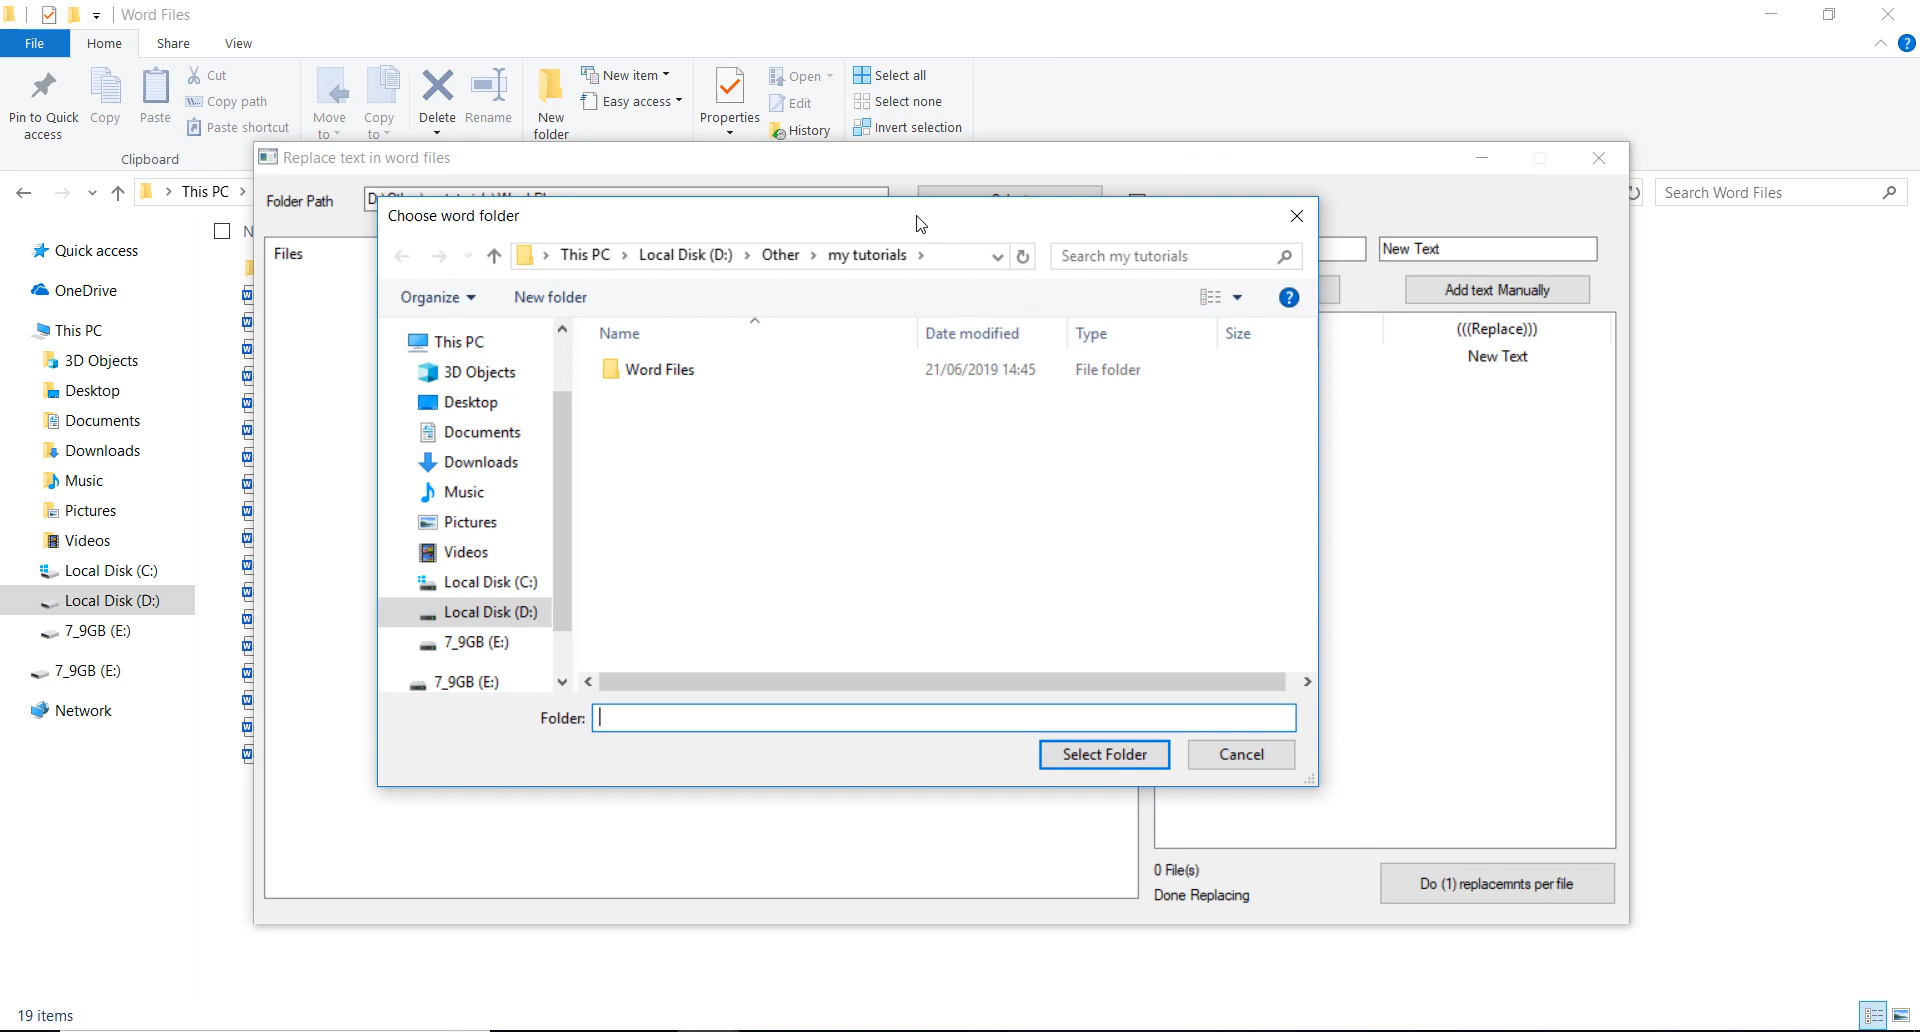 Word Files
File Home Share View
Pin to Quick access
Copy
Paste
Cut
Copy path
Paste shortcut
Clipboard
Move to
Copy to
Delete
Rename
New folder
New item
Easy access
Properties
Open
Edit
History
Select all
Select none
Invert selection
This PC
Search Word Files
Quick access
OneDrive
This PC
3D Objects
Desktop
Documents
Downloads
Music
Pictures
Videos
Local Disk (C:)
Local Disk (D:)
7_9GB (E:)
7_9GB (E:)
Network
19 items
Replace text in word files
Folder Path
Files
New Text
Add text Manually
(((Replace)))
New Text
0 File(s)
Done Replacing
Do (1) replacemnts per file
Choose word folder
This PC Local Disk (D:) Other my tutorials
Search my tutorials
Organize New folder
This PC
3D Objects
Desktop
Documents
Downloads
Music
Pictures
Videos
Local Disk (C:)
Local Disk (D:)
7_9GB (E:)
7_9GB (E:)
Name Date modified Type Size
Word Files 21/06/2019 14:45 File folder
Folder:
Select Folder Cancel